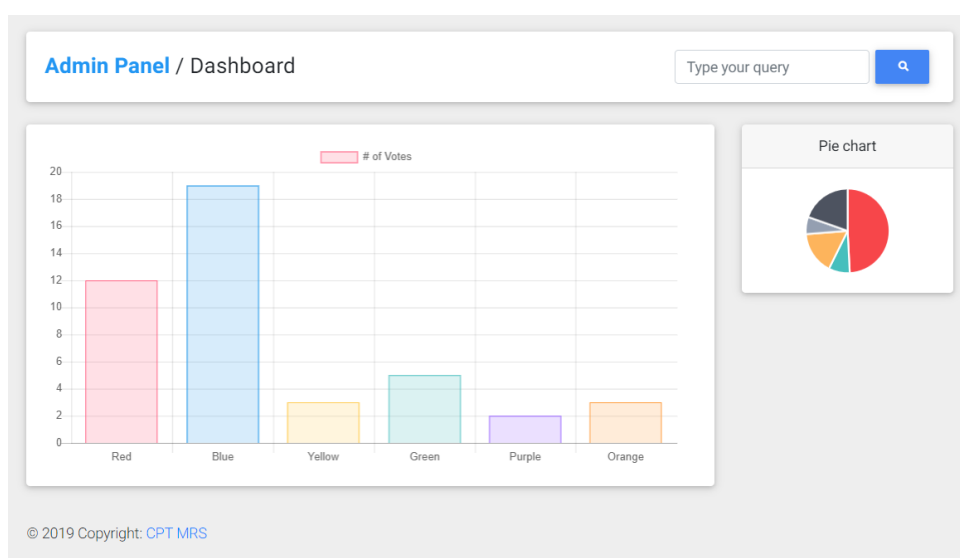 Admin Panel / Dashboard
Type your query
# of Votes
20
18
16
14
12
10
8
6
4
2
0
Red Blue Yellow Green Purple Orange
Pie chart
© 2019 Copyright: CPT MRS